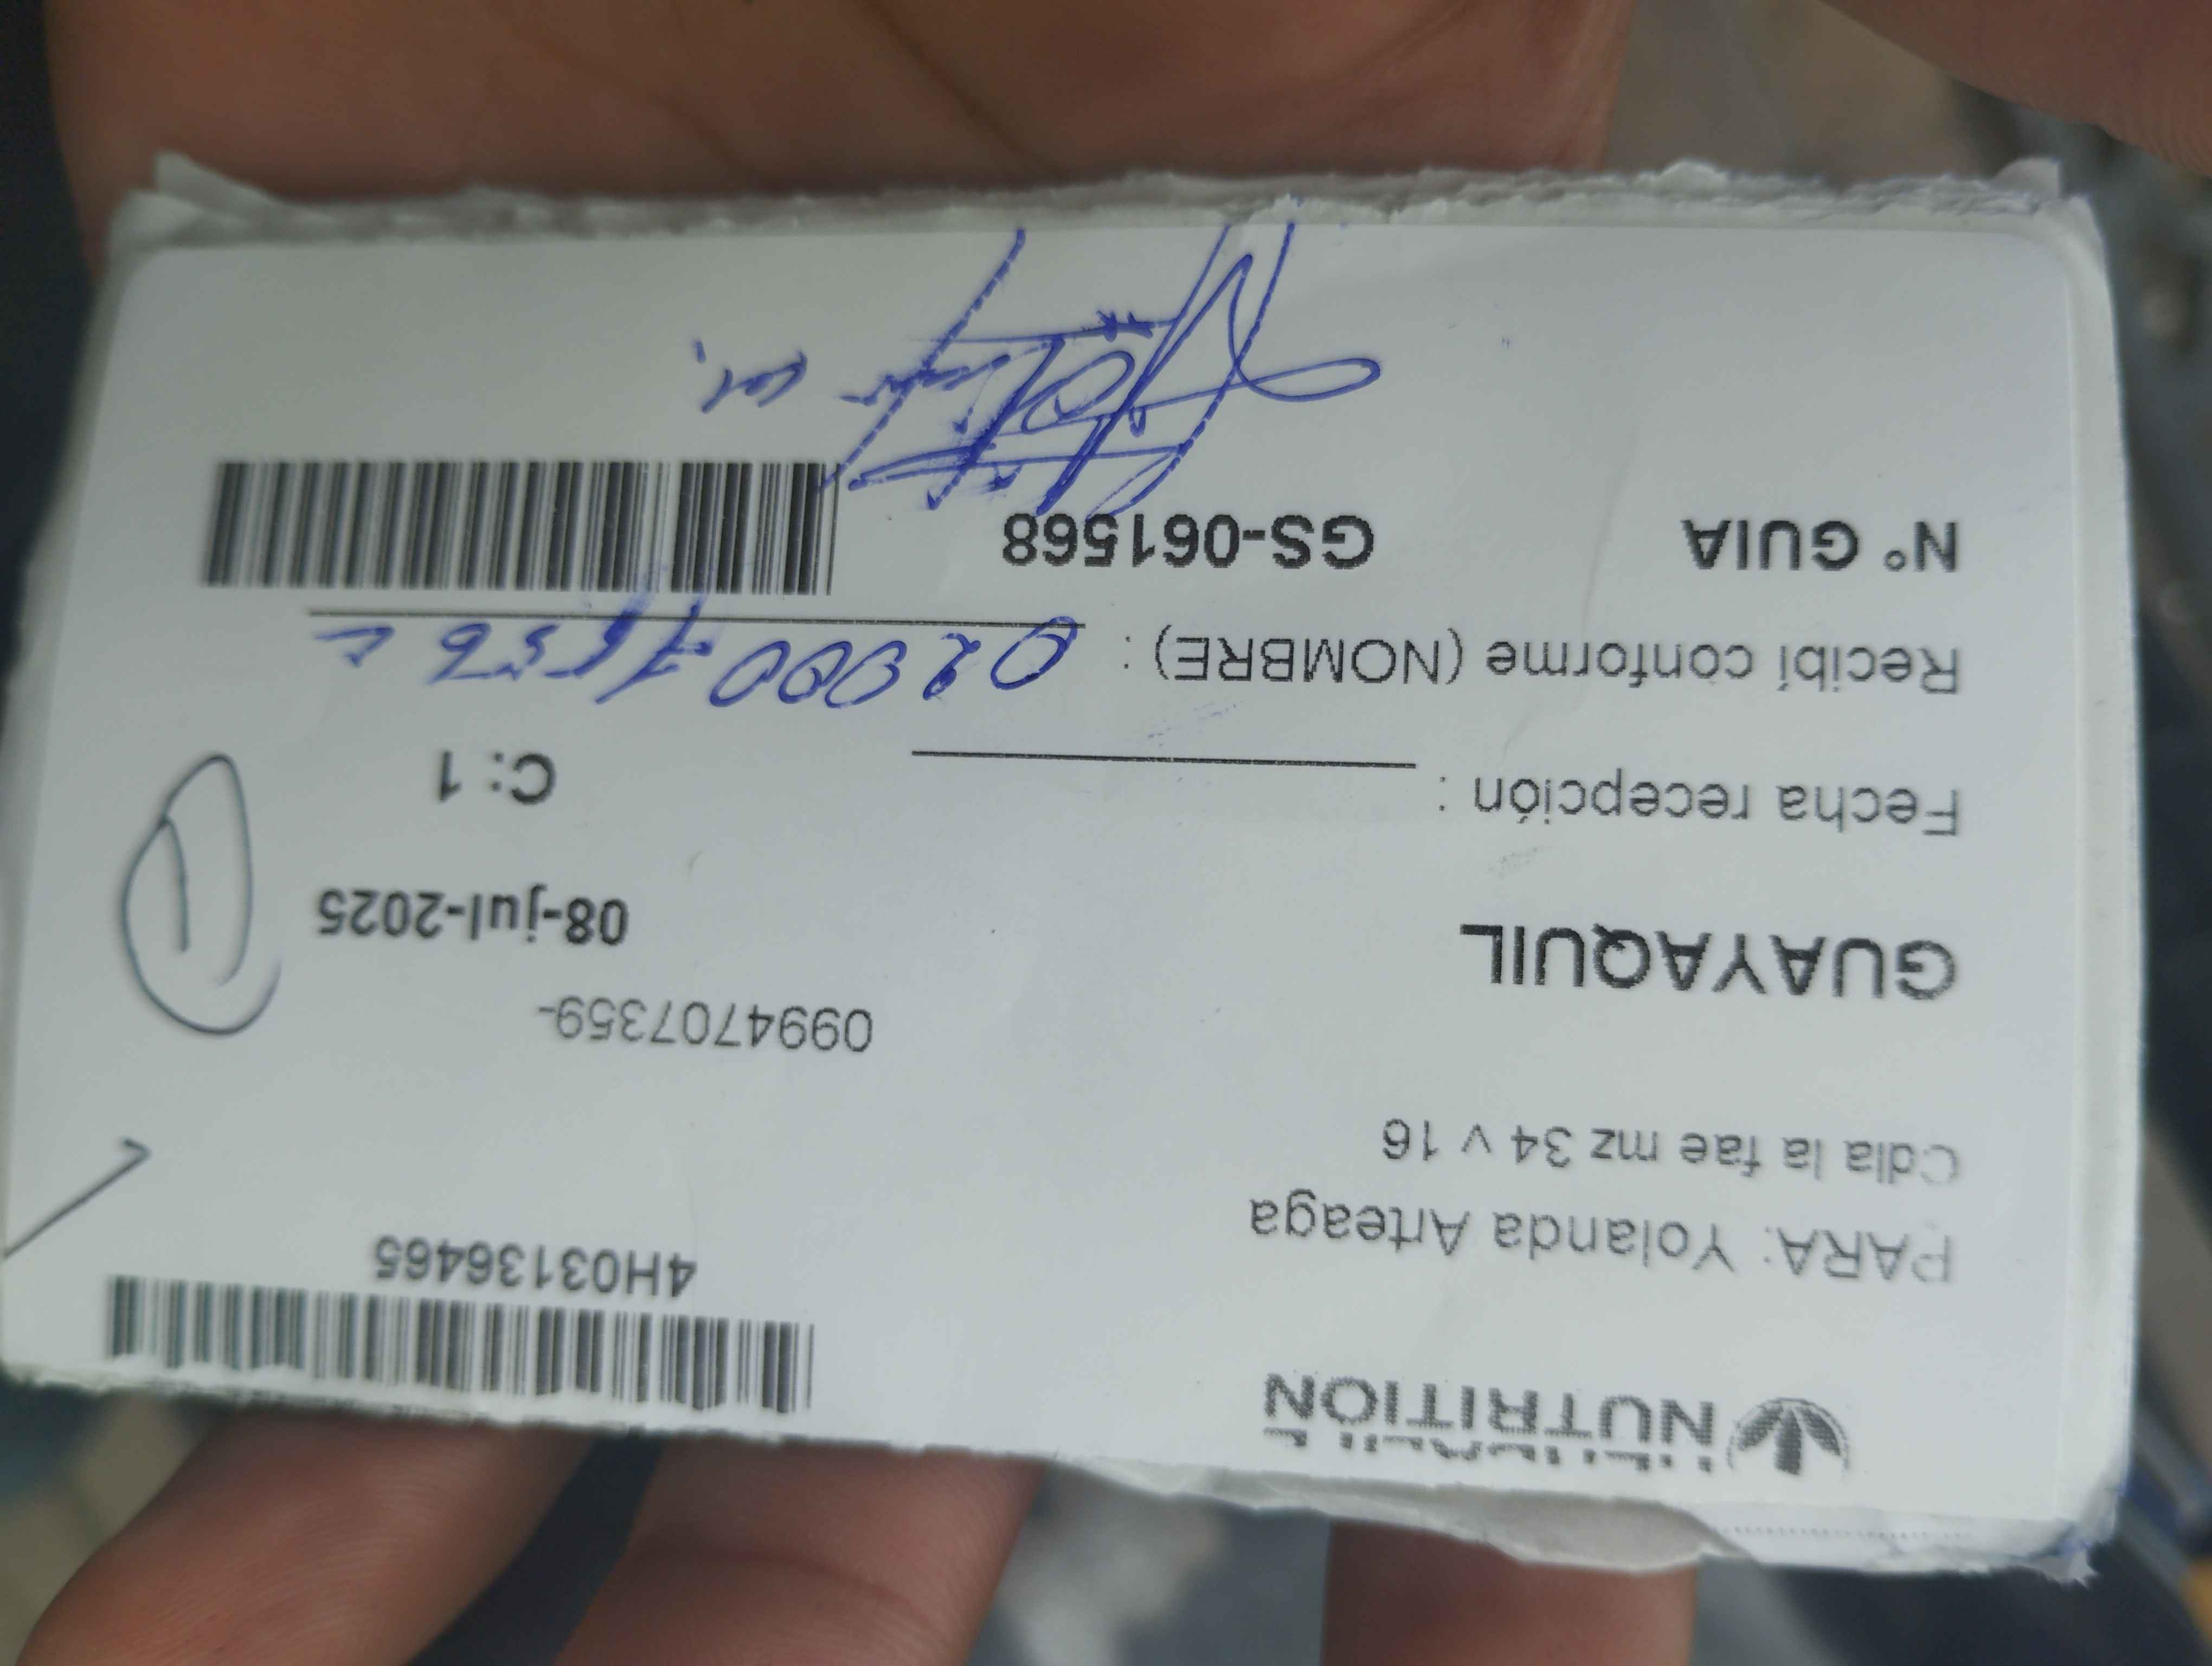 NUTRITION
4H03136465
PARA: Yolanda Arteaga
Cdla la fae mz 34 v 16
0994707359-
GUAYAQUIL
08-jul-2025
1
Fecha recepción :
C: 1
Recibí conforme (NOMBRE) :
N° GUIA GS-061568